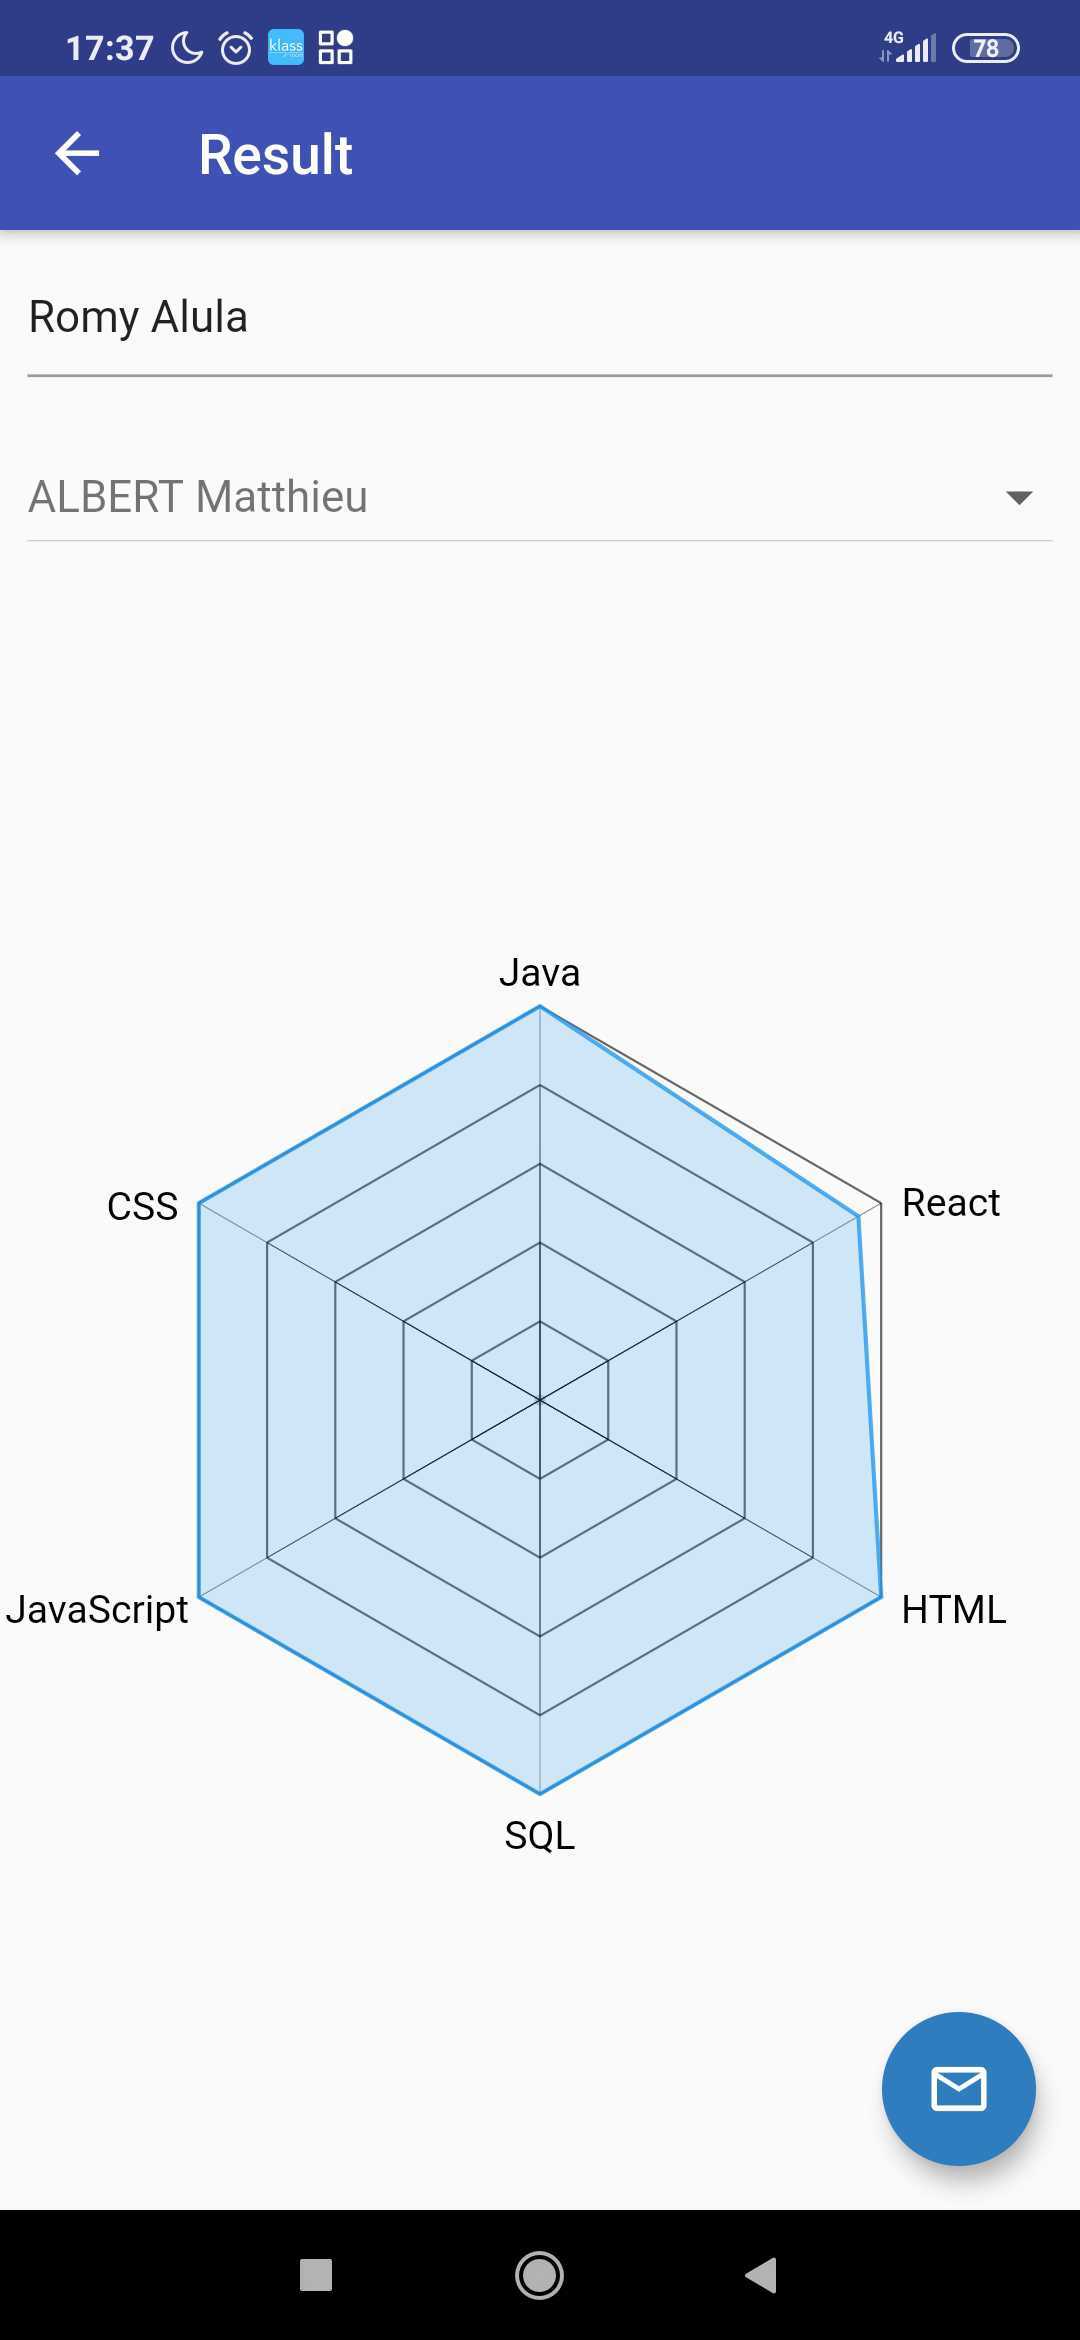 17:37
klass
4G
78
Result
Romy Alula
ALBERT Matthieu
Java
CSS
React
JavaScript
HTML
SQL